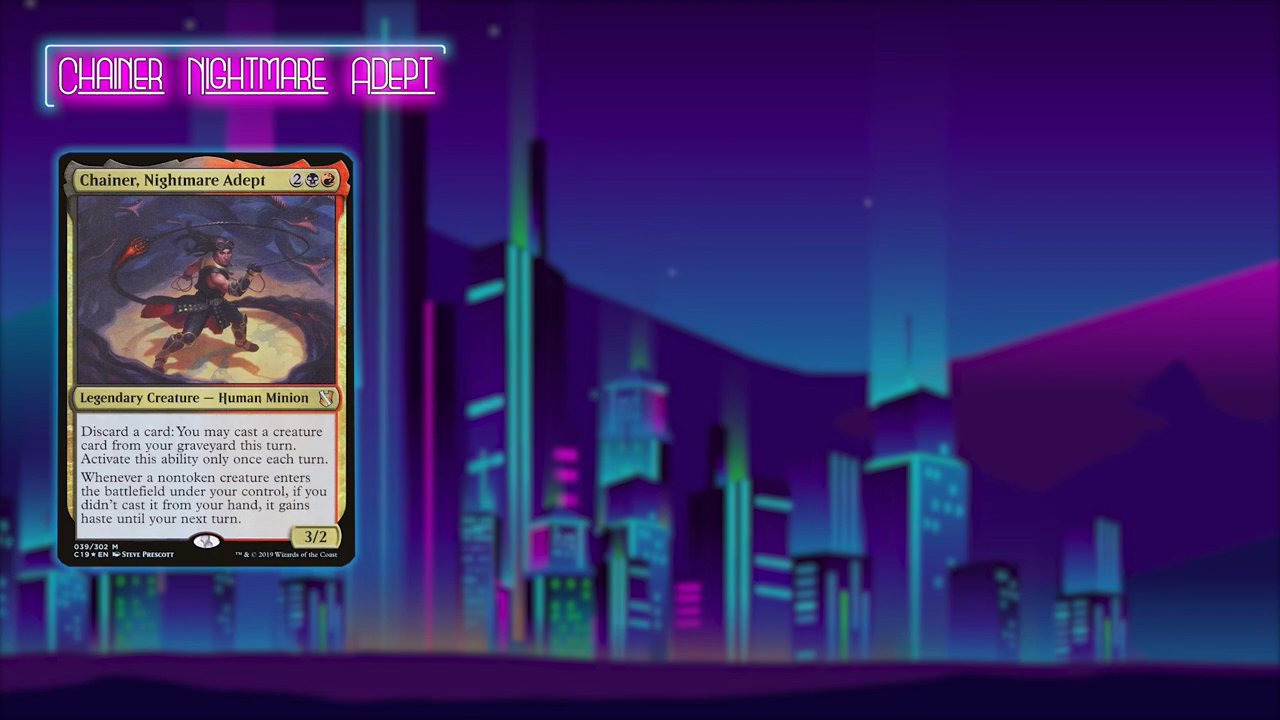 CHAINER NIGHTMARE ADEPT
Chainer, Nightmare Adept 2
Legendary Creature — Human Minion
Discard a card: You may cast a creature
card from your graveyard this turn.
Activate this ability only once each turn.
Whenever a nontoken creature enters
the battlefield under your control, if you
didn't cast it from your hand, it gains
haste until your next turn.
3/2
039/302 M
C19★EN Steve Prescott ™ & © 2019 Wizards of the Coast